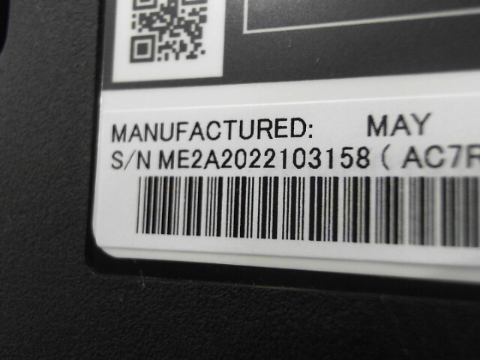 MANUFACTURED: MAY
S/N ME2A2022103158 ( AC7R